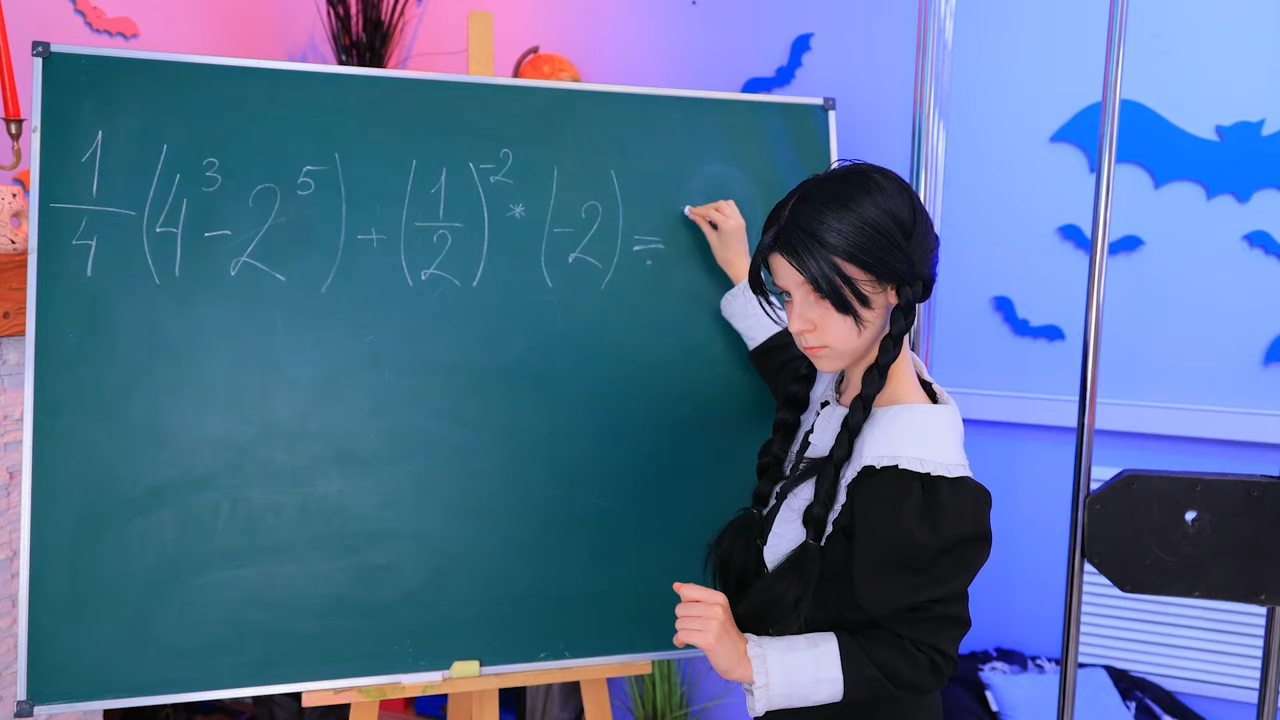 1/4 (4³ - 2⁵) + (1/2)⁻² * (-2) =